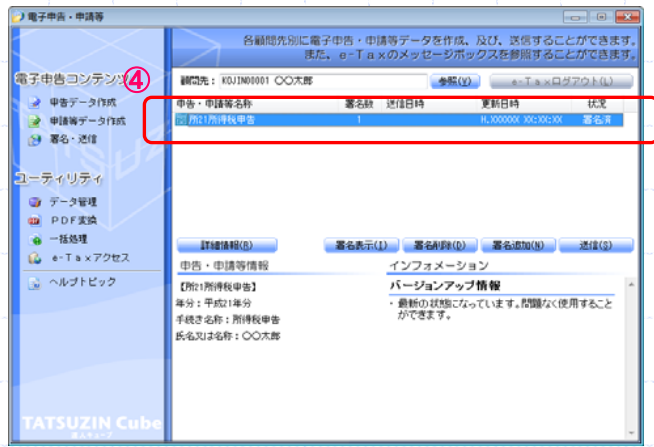 電子申告・申請等
各顧問先別に電子申告・申請等データを作成、及び、送信することができます。
また、e-Taxのメッセージボックスを参照することができます。
電子申告コンテンツ
④
申告データ作成
申請等データ作成
署名・送信
ユーティリティ
データ管理
PDF変換
一括処理
e-Taxアクセス
ヘルプトピック
顧問先： KOJIN00001 〇〇太郎
参照(V)
e-Taxログアウト(L)
申告・申請等名称 署名数 送信日時 更新日時 状況
所21所得税申告 1 H.XXXXXX XX:XX:XX 署名済
詳細情報(R) 署名表示(I) 署名削除(D) 署名追加(N) 送信(S)
申告・申請等情報
【所21所得税申告】
年分：平成21年分
手続き名称：所得税申告
氏名又は名称：〇〇太郎
インフォメーション
バージョンアップ情報
・最新の状態になっています。問題なく使用すること
ができます。
TATSUZIN Cube
達人キューブ